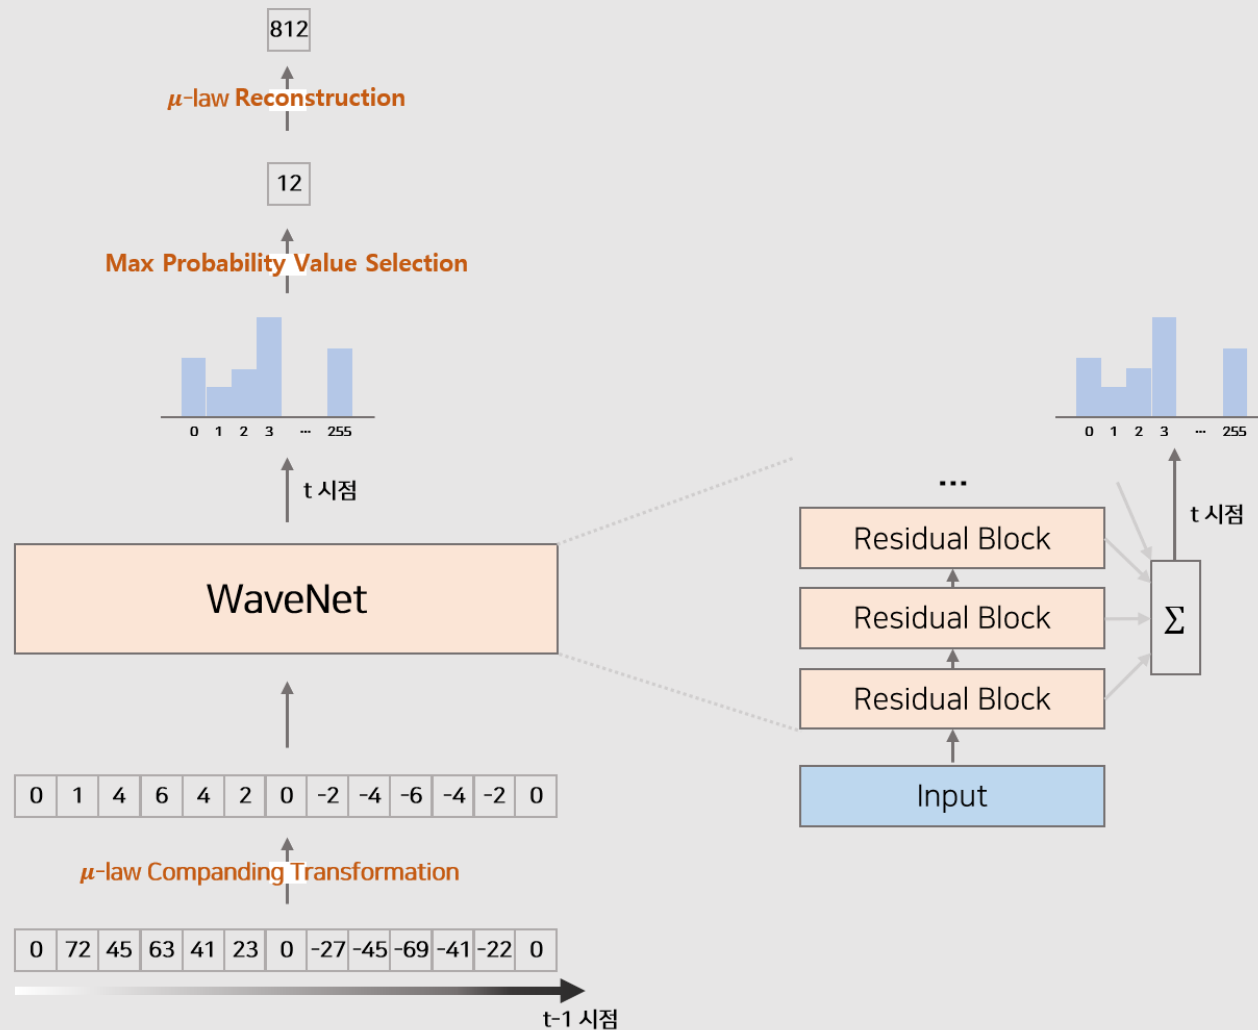 812
μ-law Reconstruction
12
Max Probability Value Selection
0 1 2 3 ... 255
t 시점
WaveNet
0 1 4 6 4 2 0 -2 -4 -6 -4 -2 0
μ-law Companding Transformation
0 72 45 63 41 23 0 -27 -45 -69 -41 -22 0
t-1 시점
0 1 2 3 ... 255
t 시점
...
Residual Block
Residual Block
Residual Block
Σ
Input